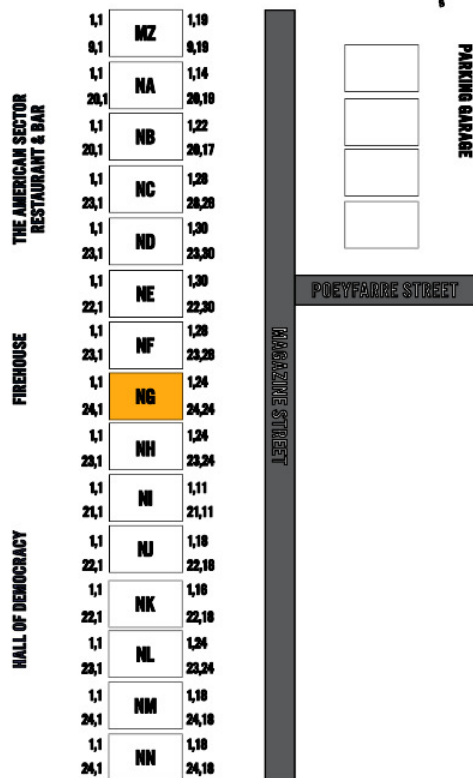 1,1 1,19
MZ
9,1 9,19
1,1 1,14
NA
20,1
1,1 1,22
NB
20,1 20,17
1,1 1,28
NC
23,1
1,1 1,30
ND
23,1 23,30
1,1 1,30
NE
22,1 22,30
1,1 1,28
NF
23,1 23,28
1,1 1,24
NG
24,1 24,24
1,1 1,24
NH
23,1 23,24
1,1 1,11
NI
21,1 21,11
1,1 1,18
NJ
22,1 22,18
1,1
NK
22,1 22,18
1,1 1,24
NL
23,1 23,24
1,1 1,18
NM
24,1 24,18
1,1 1,18
NN
24,1 24,18
THE AMERICAN SECTOR
RESTAURANT & BAR
FIREHOUSE
HALL OF DEMOCRACY
MAGAZINE STREET
POEYFARRE STREET
PARKING GARAGE